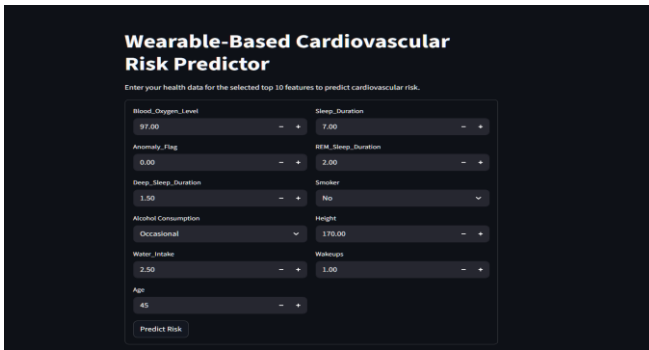 Wearable-Based Cardiovascular
Risk Predictor
Enter your health data for the selected top 10 features to predict cardiovascular risk.
Blood_Oxygen_Level
97.00 - +
Sleep_Duration
7.00 - +
Anomaly_Flag
0.00 - +
REM_Sleep_Duration
2.00 - +
Deep_Sleep_Duration
1.50 - +
Smoker
No
Alcohol Consumption
Occasional
Height
170.00 - +
Water_Intake
2.50 - +
Wakeups
1.00 - +
Age
45 - +
Predict Risk